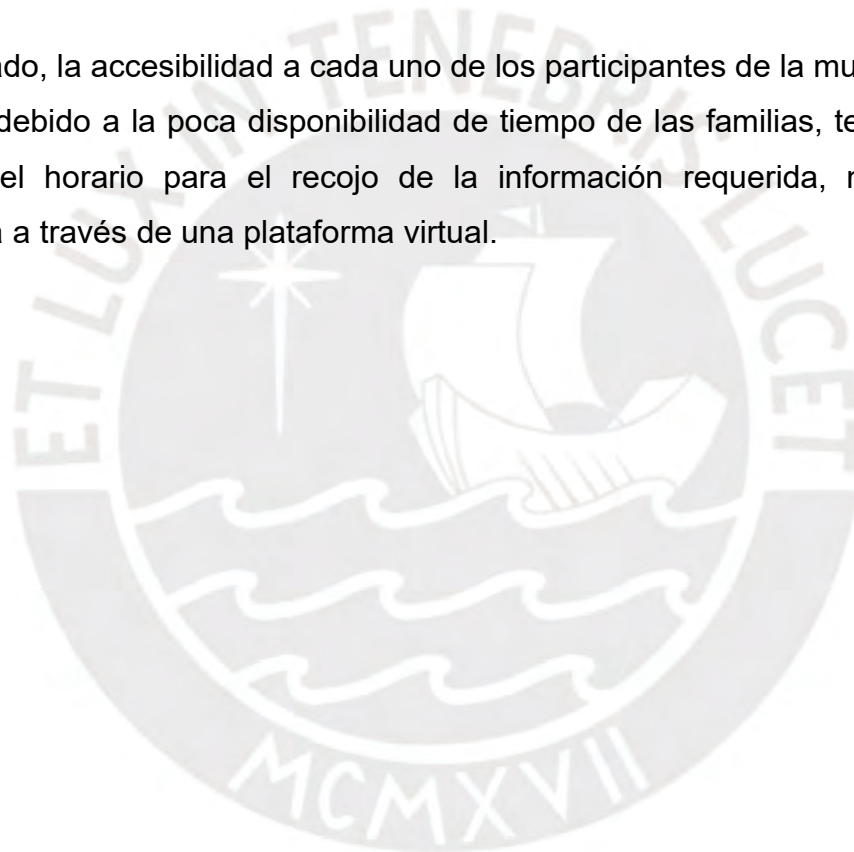 ado, la accesibilidad a cada uno de los participantes de la mu
debido a la poca disponibilidad de tiempo de las familias, te
el horario para el recojo de la información requerida,
a través de una plataforma virtual.
ET LUX IN TENEBRIS LUCET
MCMXVII